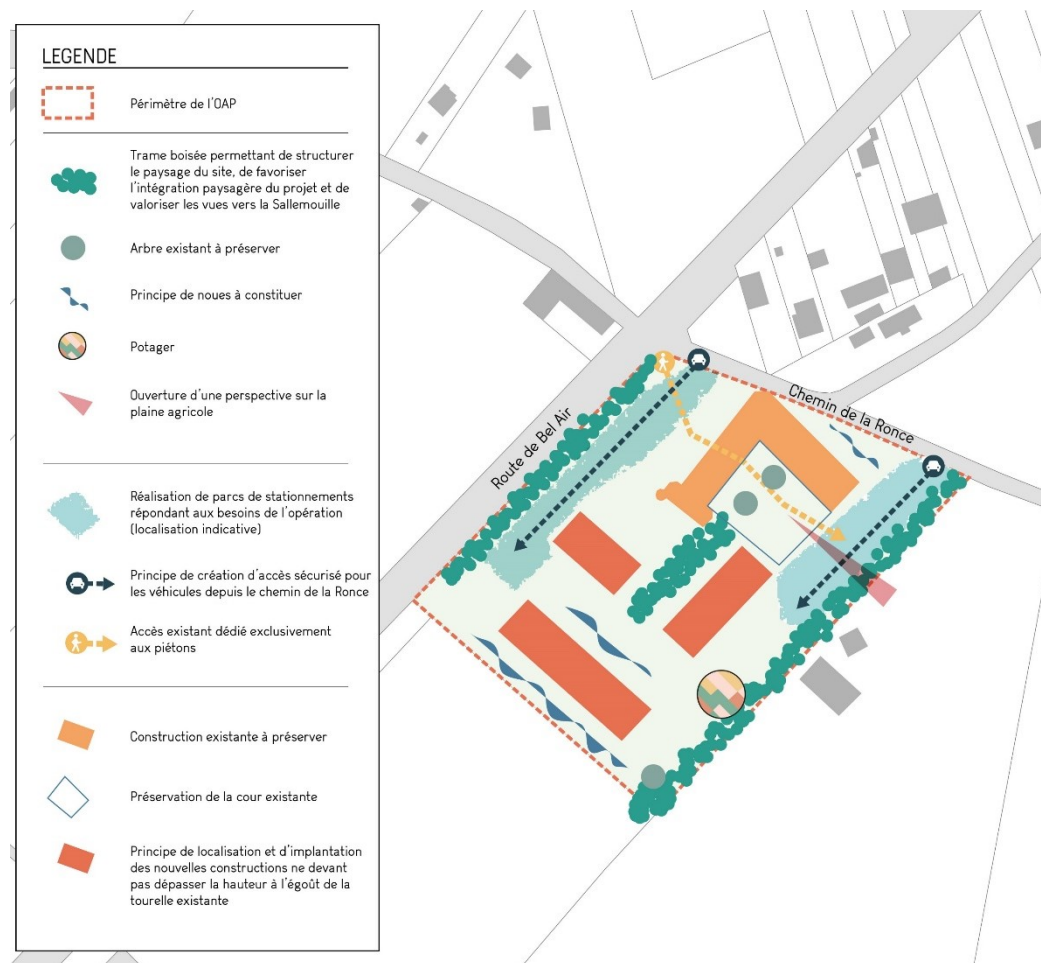 LEGENDE
Périmètre de l'OAP
Trame boisée permettant de structurer
le paysage du site, de favoriser
l'intégration paysagère du projet et de
valoriser les vues vers la Sallemouille
Arbre existant à préserver
Principe de noues à constituer
Potager
Ouverture d'une perspective sur la
plaine agricole
Réalisation de parcs de stationnements
répondant aux besoins de l'opération
(localisation indicative)
Principe de création d'accès sécurisé pour
les véhicules depuis le chemin de la Ronce
Accès existant dédié exclusivement
aux piétons
Construction existante à préserver
Préservation de la cour existante
Principe de localisation et d'implantation
des nouvelles constructions ne devant
pas dépasser la hauteur à l'égoût de la
tourelle existante
Route de Bel Air
Chemin de la Ronce